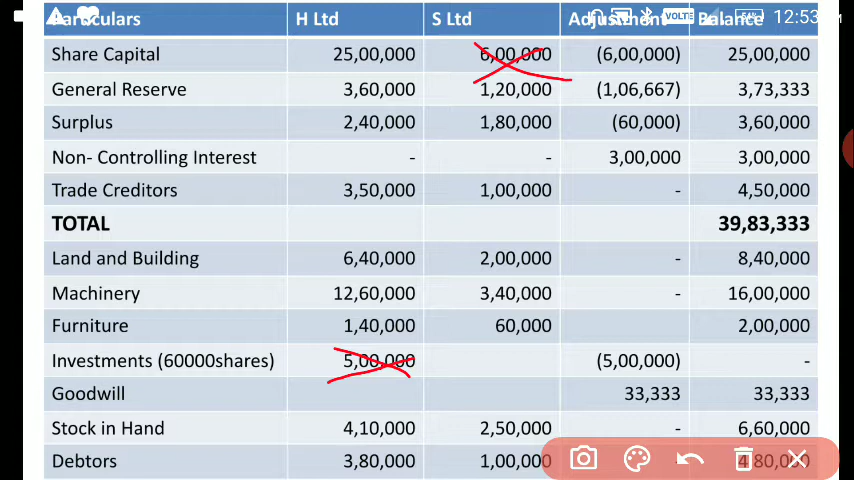 VOLTE 54% 12:53
Particulars H Ltd S Ltd Adjustment Balance
Share Capital 25,00,000 6,00,000 (6,00,000) 25,00,000
General Reserve 3,60,000 1,20,000 (1,06,667) 3,73,333
Surplus 2,40,000 1,80,000 (60,000) 3,60,000
Non- Controlling Interest - - 3,00,000 3,00,000
Trade Creditors 3,50,000 1,00,000 - 4,50,000
TOTAL 39,83,333
Land and Building 6,40,000 2,00,000 - 8,40,000
Machinery 12,60,000 3,40,000 - 16,00,000
Furniture 1,40,000 60,000 2,00,000
Investments (60000shares) 5,00,000 (5,00,000) -
Goodwill 33,333 33,333
Stock in Hand 4,10,000 2,50,000 - 6,60,000
Debtors 3,80,000 1,00,000 - 4,80,000